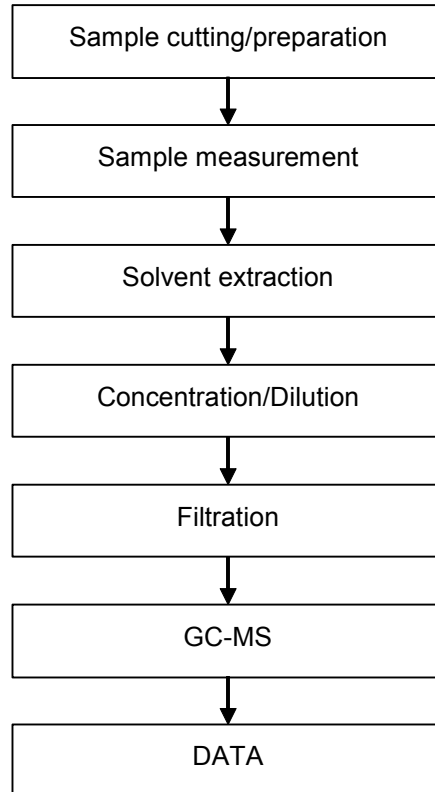 Sample cutting/preparation
Sample measurement
Solvent extraction
Concentration/Dilution
Filtration
GC-MS
DATA